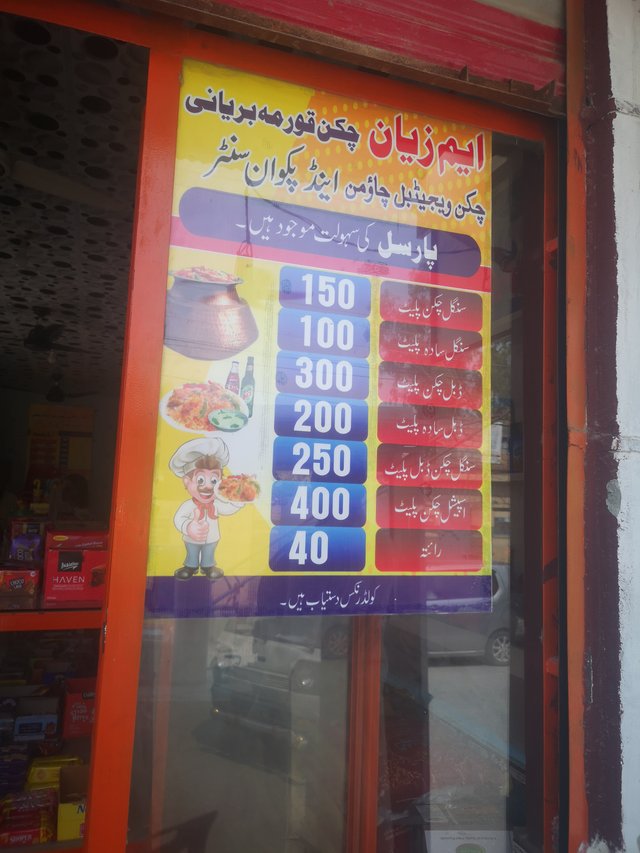 ایم زیان چکن قورمہ بریانی
چکن ویجیٹیبل چاؤمن اینڈ پکوان سنٹر
پارسل کی سہولت موجود ہیں۔
سنگل چکن پلیٹ 150
سنگل سادہ پلیٹ 100
ڈبل چکن پلیٹ 300
ڈبل سادہ پلیٹ 200
سنگل چکن ڈبل پلیٹ 250
اسپیشل چکن پلیٹ 400
رائتہ 40
کولڈرنکس دستیاب ہیں۔
HAVEN